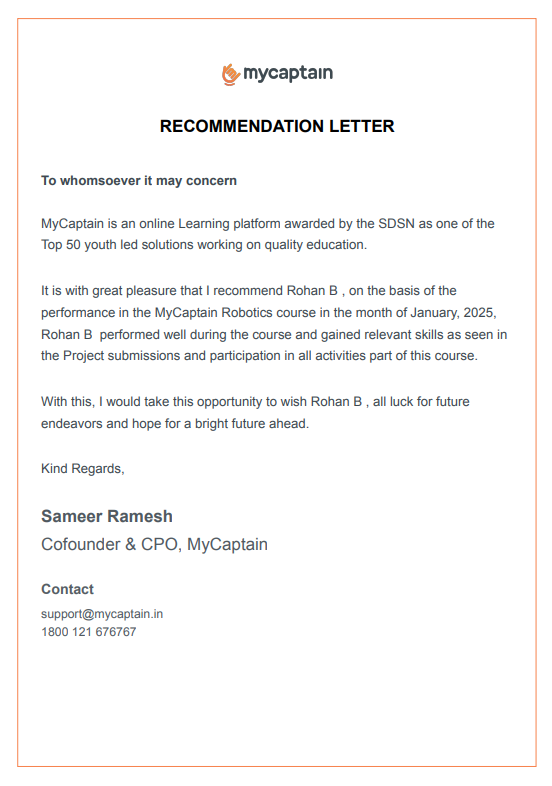 mycaptain
RECOMMENDATION LETTER
To whomsoever it may concern
MyCaptain is an online Learning platform awarded by the SDSN as one of the
Top 50 youth led solutions working on quality education.
It is with great pleasure that I recommend Rohan B , on the basis of the
performance in the MyCaptain Robotics course in the month of January, 2025,
Rohan B  performed well during the course and gained relevant skills as seen in
the Project submissions and participation in all activities part of this course.
With this, I would take this opportunity to wish Rohan B , all luck for future
endeavors and hope for a bright future ahead.
Kind Regards,
Sameer Ramesh
Cofounder & CPO, MyCaptain
Contact
support@mycaptain.in
1800 121 676767